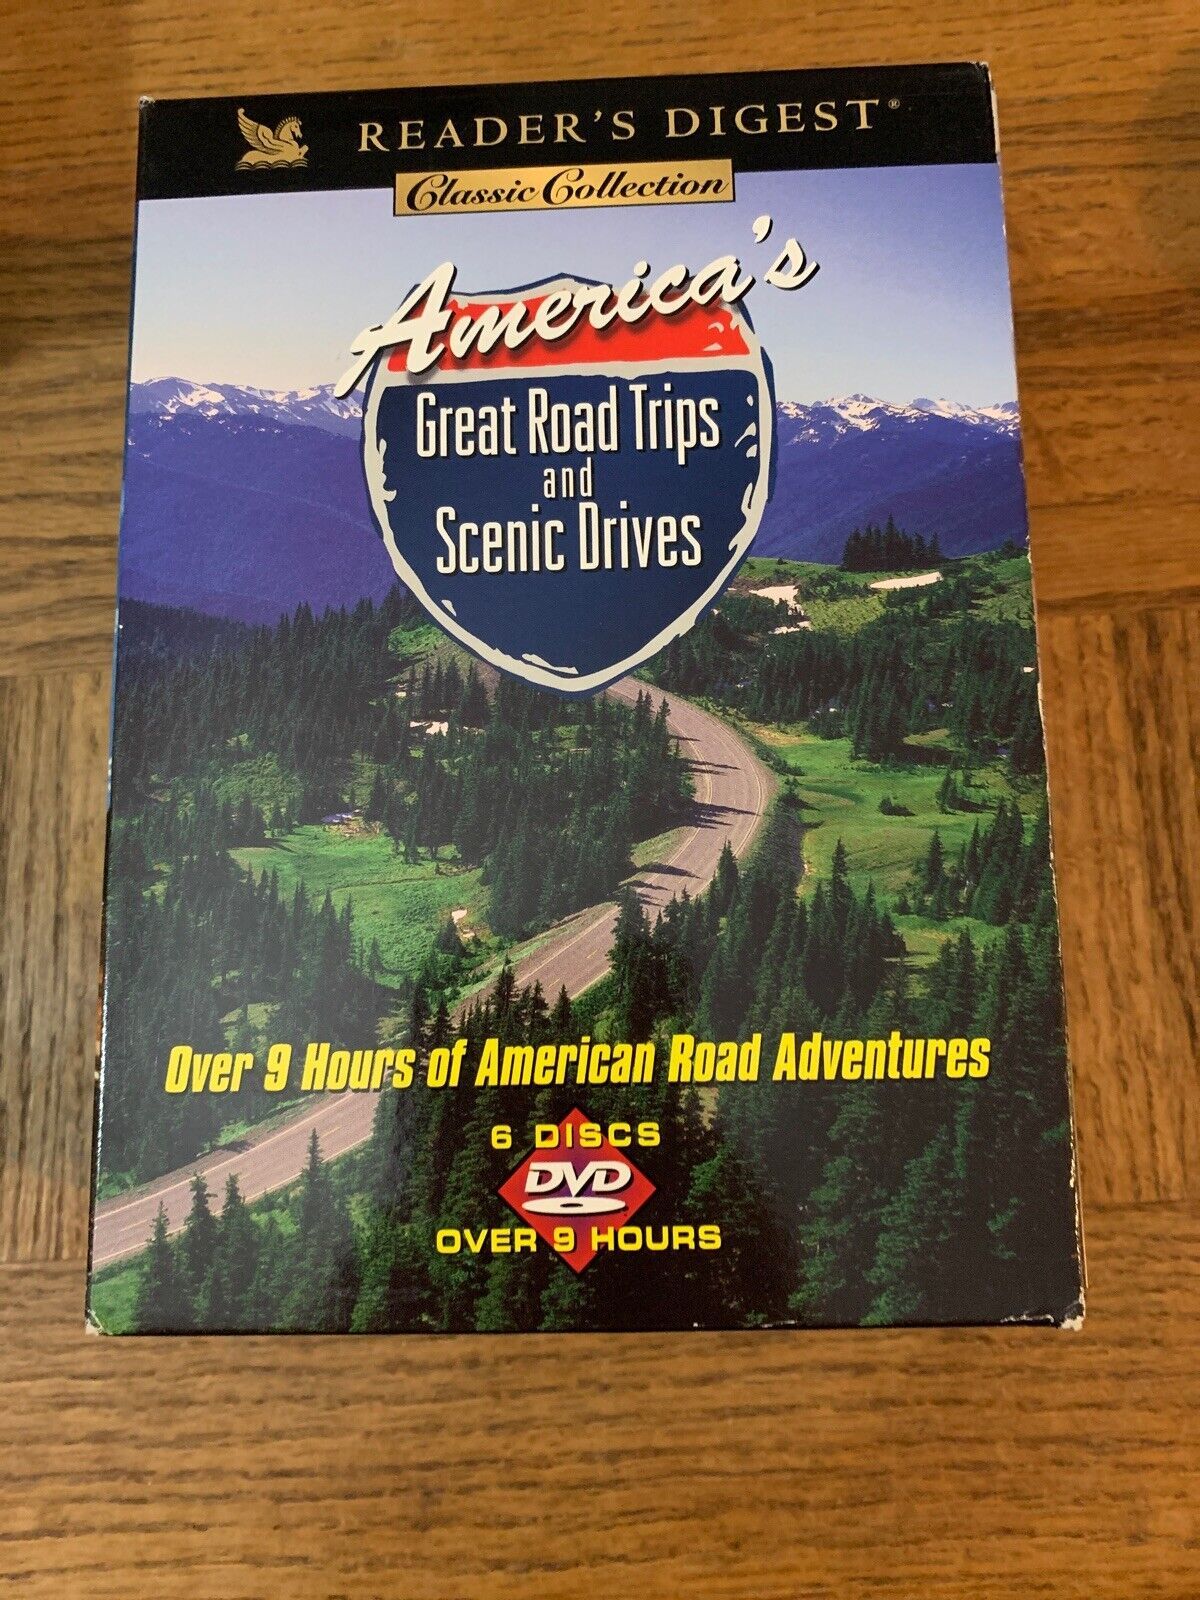 READER'S DIGEST®
Classic Collection
America's
Great Road Trips
and
Scenic Drives
Over 9 Hours of American Road Adventures
6 DISCS
DVD
OVER 9 HOURS